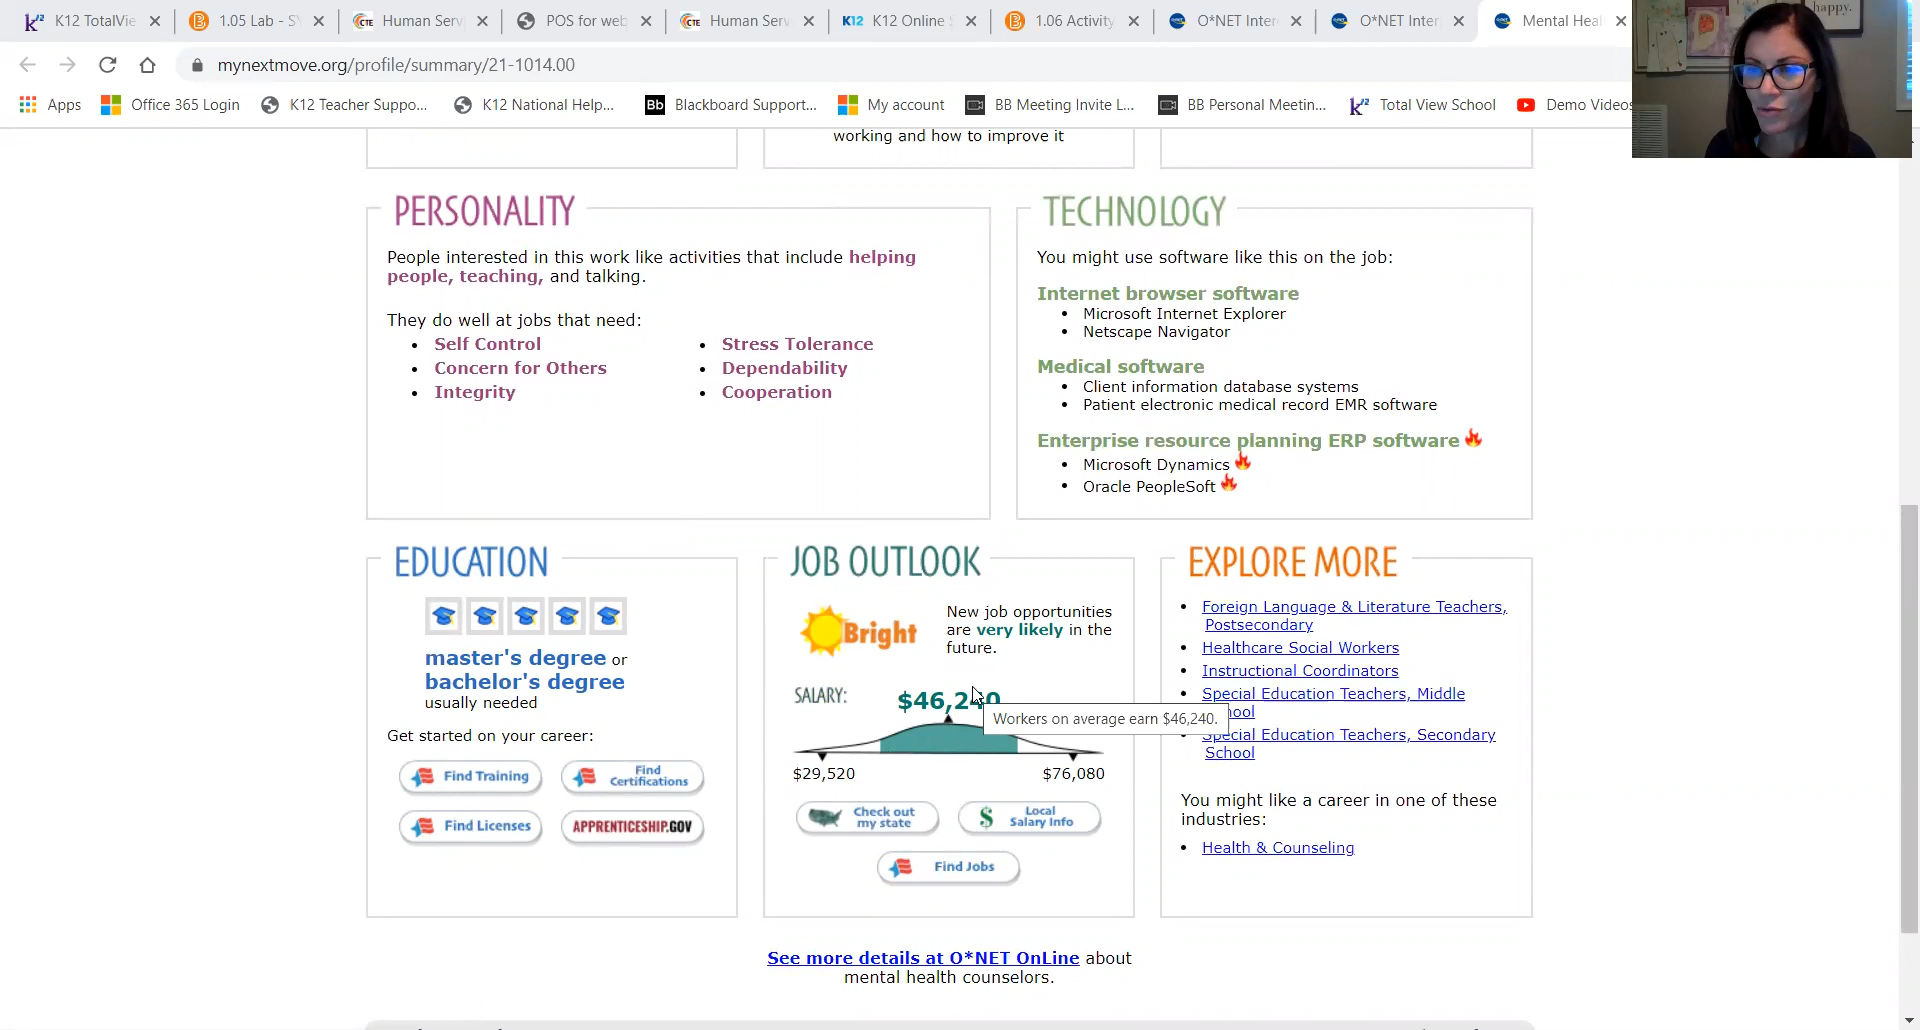 K12 TotalVie
1.05 Lab - S
Human Serv
POS for web
Human Serv
K12 K12 Online S
1.06 Activity
O*NET Inter
O*NET Inter
Mental Heal
happy.
mynextmove.org/profile/summary/21-1014.00
Apps
Office 365 Login
K12 Teacher Suppo...
K12 National Help...
Bb Blackboard Support...
My account
BB Meeting Invite L...
BB Personal Meetin...
Total View School
Demo Videos
working and how to improve it
PERSONALITY
People interested in this work like activities that include helping
people, teaching, and talking.
They do well at jobs that need:
• Self Control
• Concern for Others
• Integrity
• Stress Tolerance
• Dependability
• Cooperation
TECHNOLOGY
You might use software like this on the job:
Internet browser software
• Microsoft Internet Explorer
• Netscape Navigator
Medical software
• Client information database systems
• Patient electronic medical record EMR software
Enterprise resource planning ERP software
• Microsoft Dynamics
• Oracle PeopleSoft
EDUCATION
master's degree or
bachelor's degree
usually needed
Get started on your career:
Find Training
Find
Certifications
Find Licenses
APPRENTICESHIP.GOV
JOB OUTLOOK
Bright
New job opportunities
are very likely in the
future.
SALARY:
$46,240
Workers on average earn $46,240.
$29,520
$76,080
Check out
my state
$ Local
Salary Info
Find Jobs
EXPLORE MORE
• Foreign Language & Literature Teachers,
Postsecondary
• Healthcare Social Workers
• Instructional Coordinators
• Special Education Teachers, Middle
ool
• Special Education Teachers, Secondary
School
You might like a career in one of these
industries:
• Health & Counseling
See more details at O*NET OnLine about
mental health counselors.